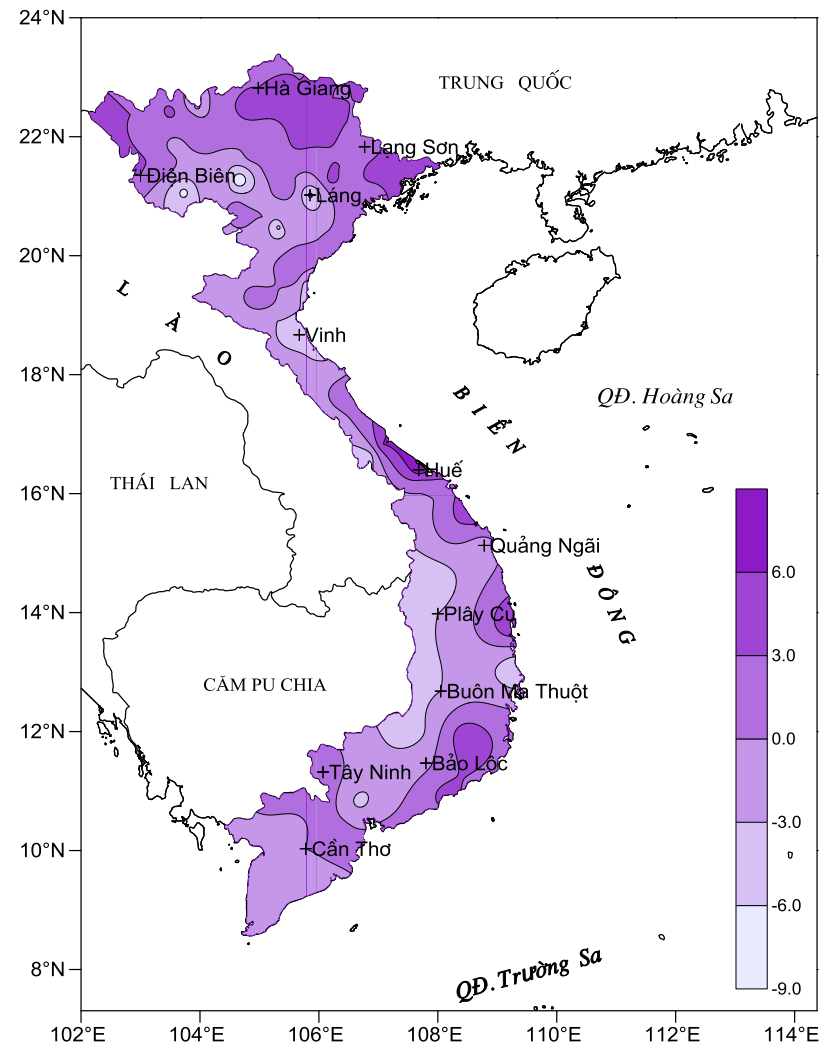 24°N
TRUNG QUỐC
Hà Giang
22°N
Lạng Sơn
Điện Biên
Láng
20°N
LÀO
Vinh
18°N
BIỂN
QĐ. Hoàng Sa
THÁI LAN
Huế
16°N
Quảng Ngãi
ĐÔNG
6.0
14°N
Plây Cu
3.0
CĂM PU CHIA
Buôn Ma Thuột
12°N
0.0
Bảo Lộc
Tây Ninh
-3.0
10°N
Cần Thơ
-6.0
8°N
QĐ. Trường Sa
-9.0
102°E 104°E 106°E 108°E 110°E 112°E 114°E